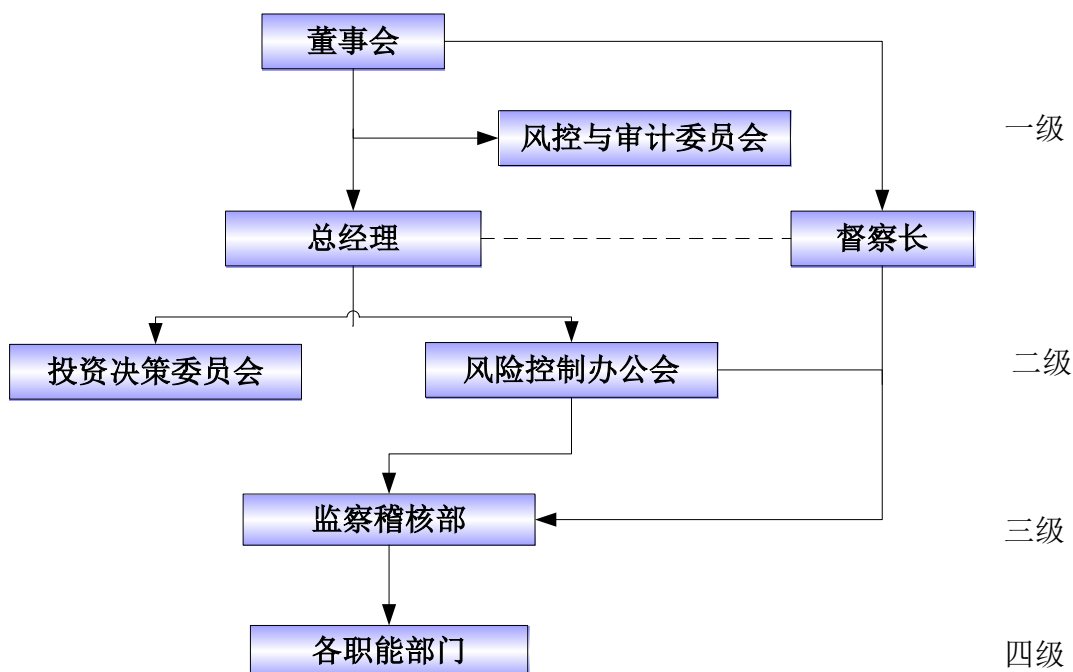 董事会
风控与审计委员会
一级
总经理
督察长
投资决策委员会
风险控制办公会
二级
监察稽核部
三级
各职能部门
四级